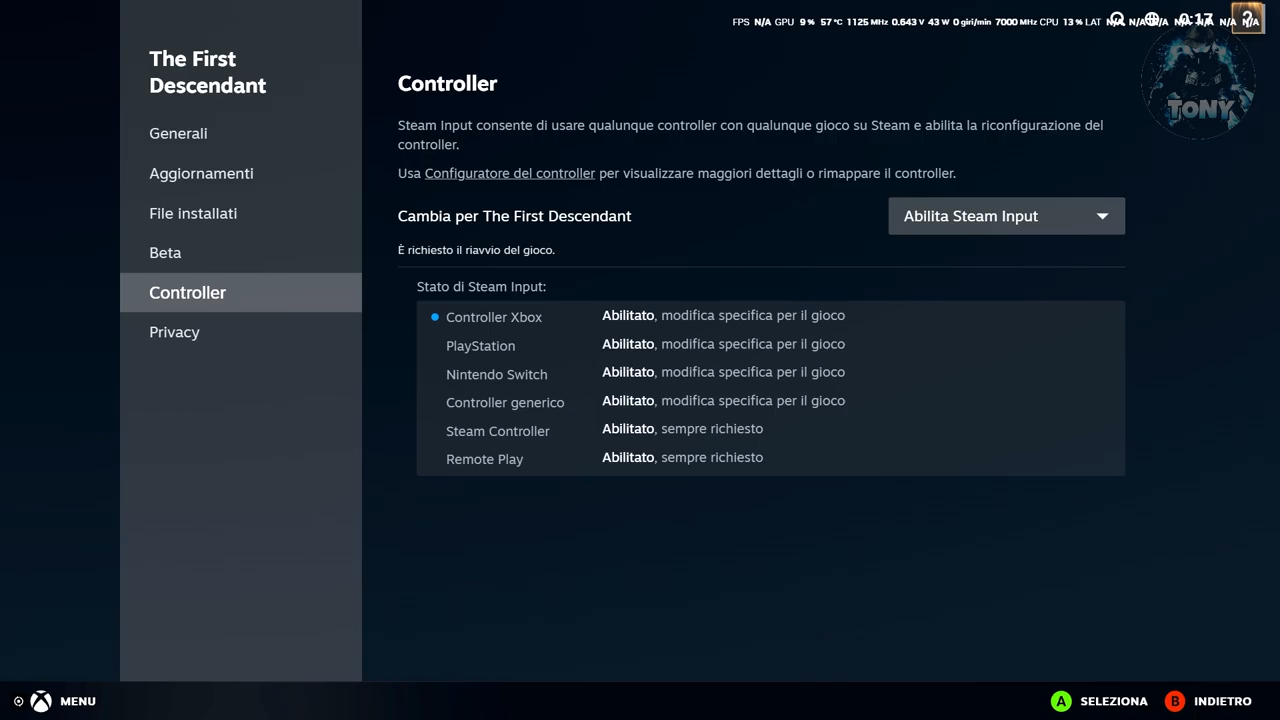 FPS N/A GPU 9 % 57 °C 1125 MHz 0.643 V 43 W 0 giri/min 7000 MHz CPU 13 % LAT N/A N/A N/A N/A N/A N/A N/A
0:17
TONY
The First
Descendant
Generali
Aggiornamenti
File installati
Beta
Controller
Privacy
Controller
Steam Input consente di usare qualunque controller con qualunque gioco su Steam e abilita la riconfigurazione del
controller.
Usa Configuratore del controller per visualizzare maggiori dettagli o rimappare il controller.
Cambia per The First Descendant
Abilita Steam Input
È richiesto il riavvio del gioco.
Stato di Steam Input:
Controller Xbox Abilitato, modifica specifica per il gioco
PlayStation Abilitato, modifica specifica per il gioco
Nintendo Switch Abilitato, modifica specifica per il gioco
Controller generico Abilitato, modifica specifica per il gioco
Steam Controller Abilitato, sempre richiesto
Remote Play Abilitato, sempre richiesto
MENU
A SELEZIONA
B INDIETRO